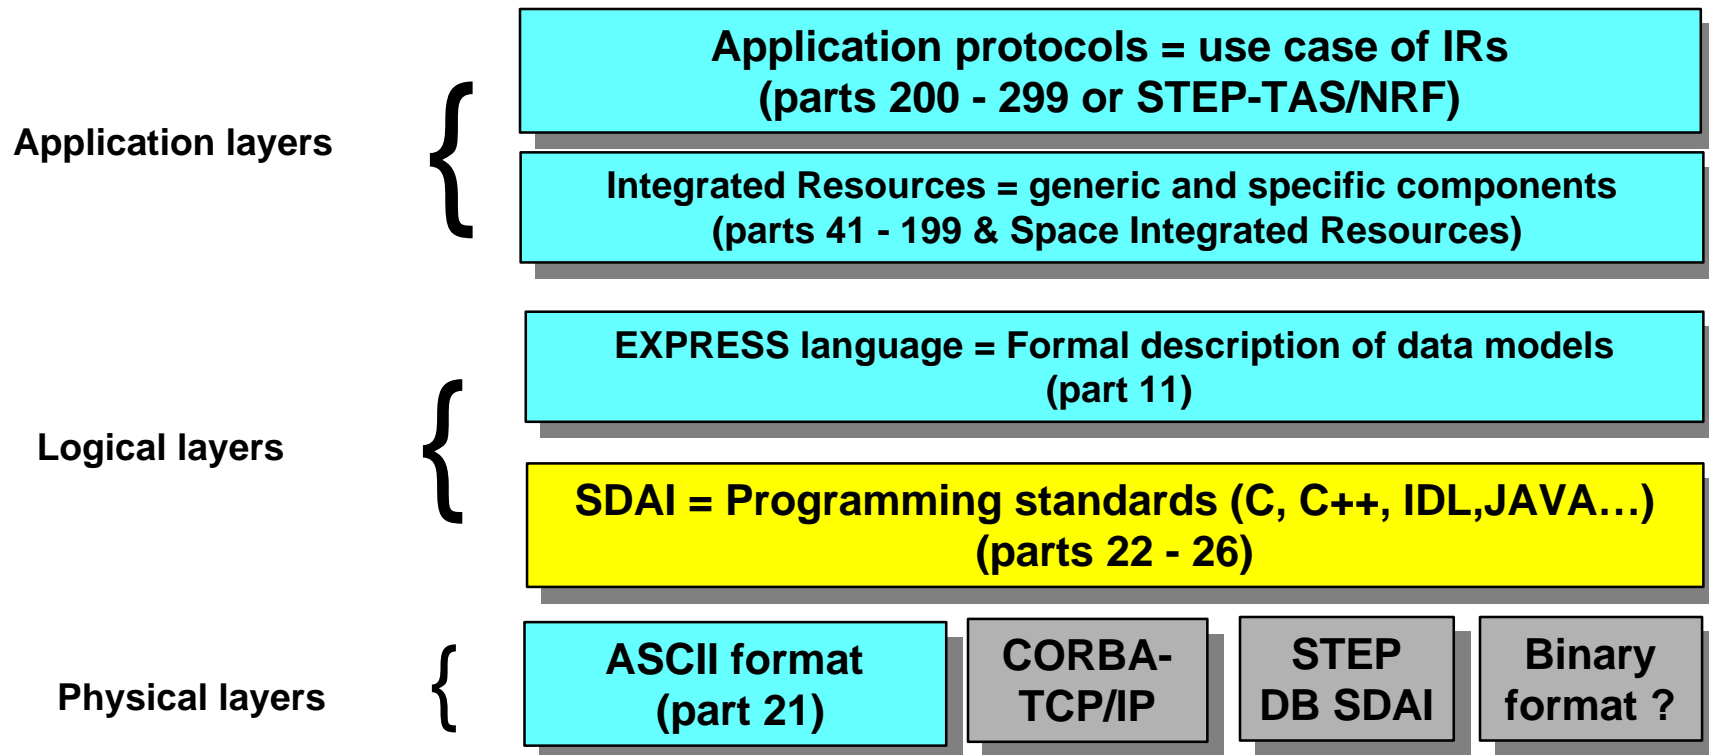 Application layers
Application protocols = use case of IRs
(parts 200 - 299 or STEP-TAS/NRF)
Integrated Resources = generic and specific components
(parts 41 - 199 & Space Integrated Resources)
Logical layers
EXPRESS language = Formal description of data models
(part 11)
SDAI = Programming standards (C, C++, IDL,JAVA…)
(parts 22 - 26)
Physical layers
ASCII format
(part 21)
CORBA-
TCP/IP
STEP
DB SDAI
Binary
format ?